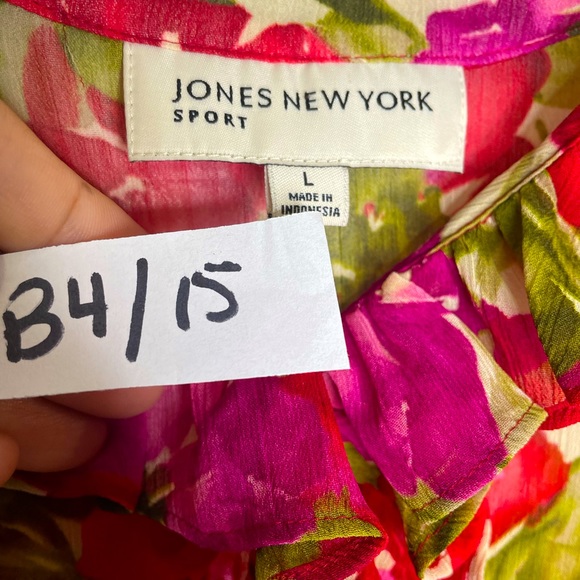 JONES NEW YORK
SPORT
L
MADE IN
INDONESIA
B4/15